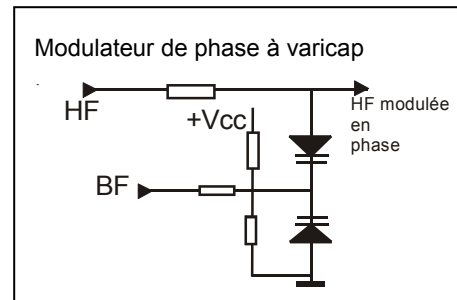 Modulateur de phase à varicap
HF
+Vcc
HF modulée
en
phase
BF